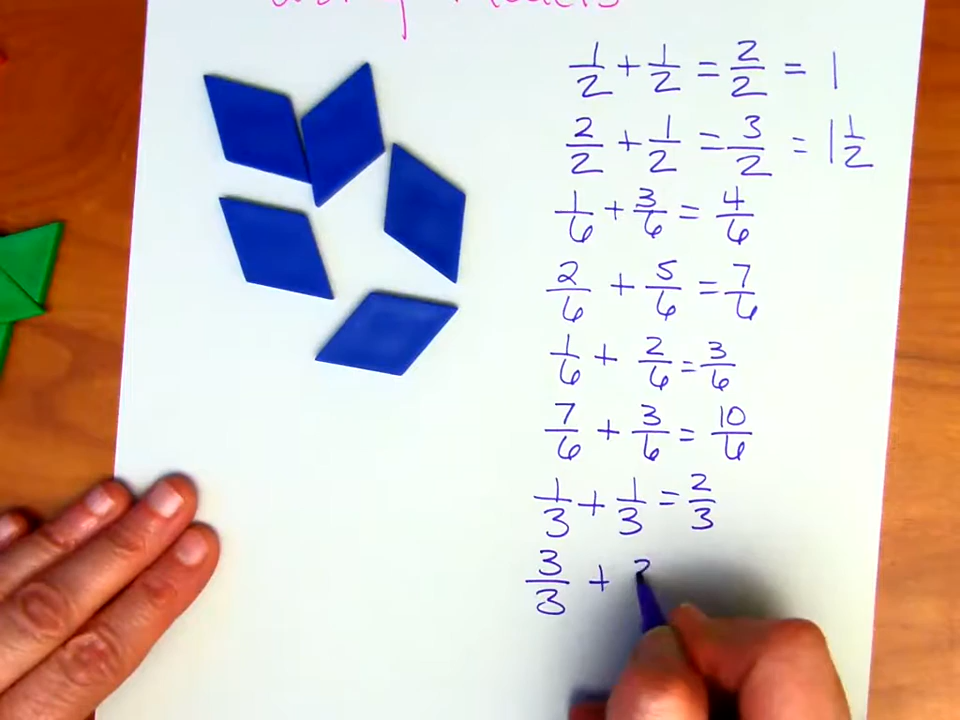 using Models
1/2 + 1/2 = 2/2 = 1
2/2 + 1/2 = 3/2 = 1 1/2
1/6 + 3/6 = 4/6
2/6 + 5/6 = 7/6
1/6 + 2/6 = 3/6
7/6 + 3/6 = 10/6
1/3 + 1/3 = 2/3
3/3 +